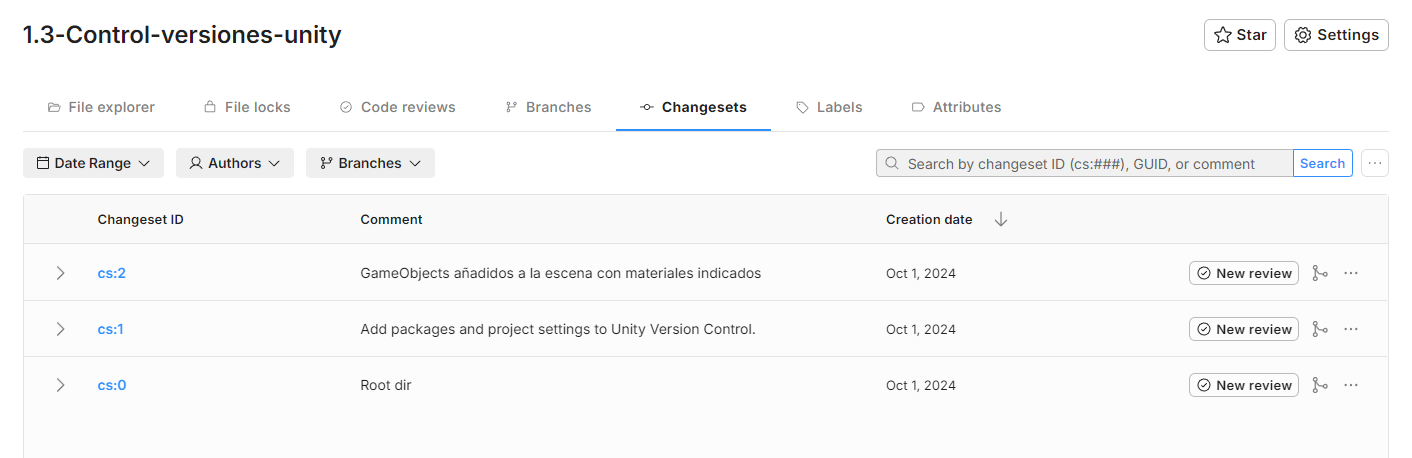 1.3-Control-versiones-unity
Star
Settings
File explorer
File locks
Code reviews
Branches
Changesets
Labels
Attributes
Date Range
Authors
Branches
Search by changeset ID (cs:###), GUID, or comment
Search
Changeset ID
Comment
Creation date
cs:2
GameObjects añadidos a la escena con materiales indicados
Oct 1, 2024
New review
cs:1
Add packages and project settings to Unity Version Control.
Oct 1, 2024
New review
cs:0
Root dir
Oct 1, 2024
New review